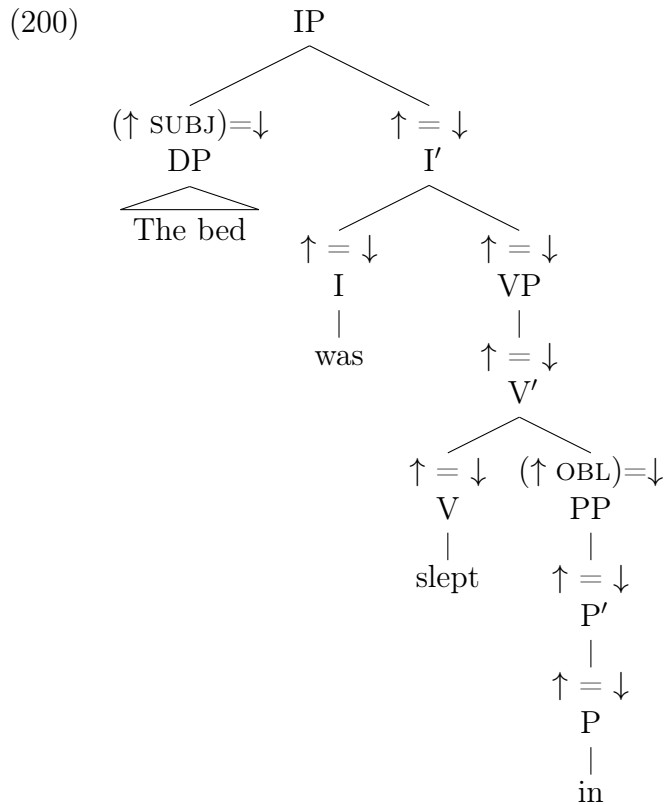 (200) IP
(↑ SUBJ)=↓ ↑ = ↓
DP I′
The bed
↑ = ↓ ↑ = ↓
I VP
was
↑ = ↓
V′
↑ = ↓ (↑ OBL)=↓
V PP
slept
↑ = ↓
P′
↑ = ↓
P
in